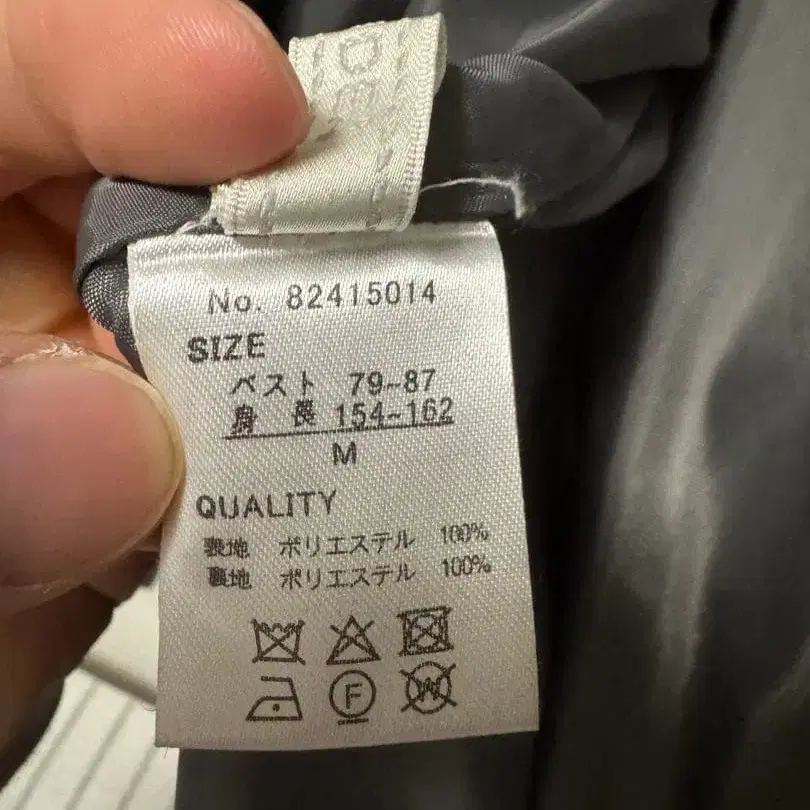 No. 82415014
SIZE
バスト 79-87
身長 154-162
M
QUALITY
表地 ポリエステル 100%
裏地 ポリエステル 100%
F
W